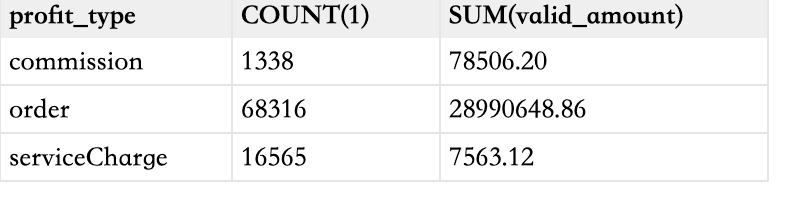 profit_type COUNT(1) SUM(valid_amount)
commission 1338 78506.20
order 68316 28990648.86
serviceCharge 16565 7563.12